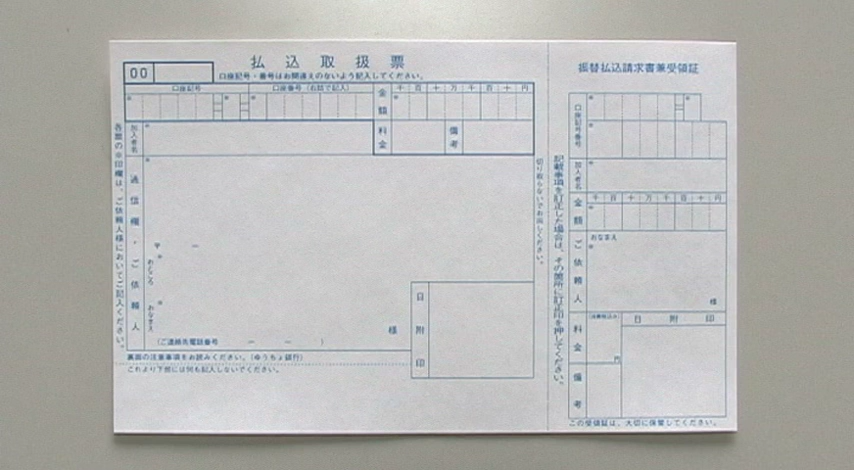 払込取扱票
00
口座記号・番号はお間違えのないよう記入してください。
口座記号
口座番号（右詰で記入）
金額
千百十万千百十円
加入者名
料金
備考
通信欄・ご依頼人
〒
おところ
おなまえ
様
（ご連絡先電話番号 － － ）
日附印
裏面の注意事項をお読みください。（ゆうちょ銀行）
これより下部には何も記入しないでください。
各票の※印欄は、ご依頼人様においてご記入ください。
切り取らないでお出しください。
記載事項を訂正した場合は、その箇所に訂正印を押してください。
振替払込請求書兼受領証
口座記号番号
加入者名
金額
千百十万千百十円
ご依頼人
おなまえ
様
料金
（消費税込み）
円
日附印
備考
この受領証は、大切に保管してください。